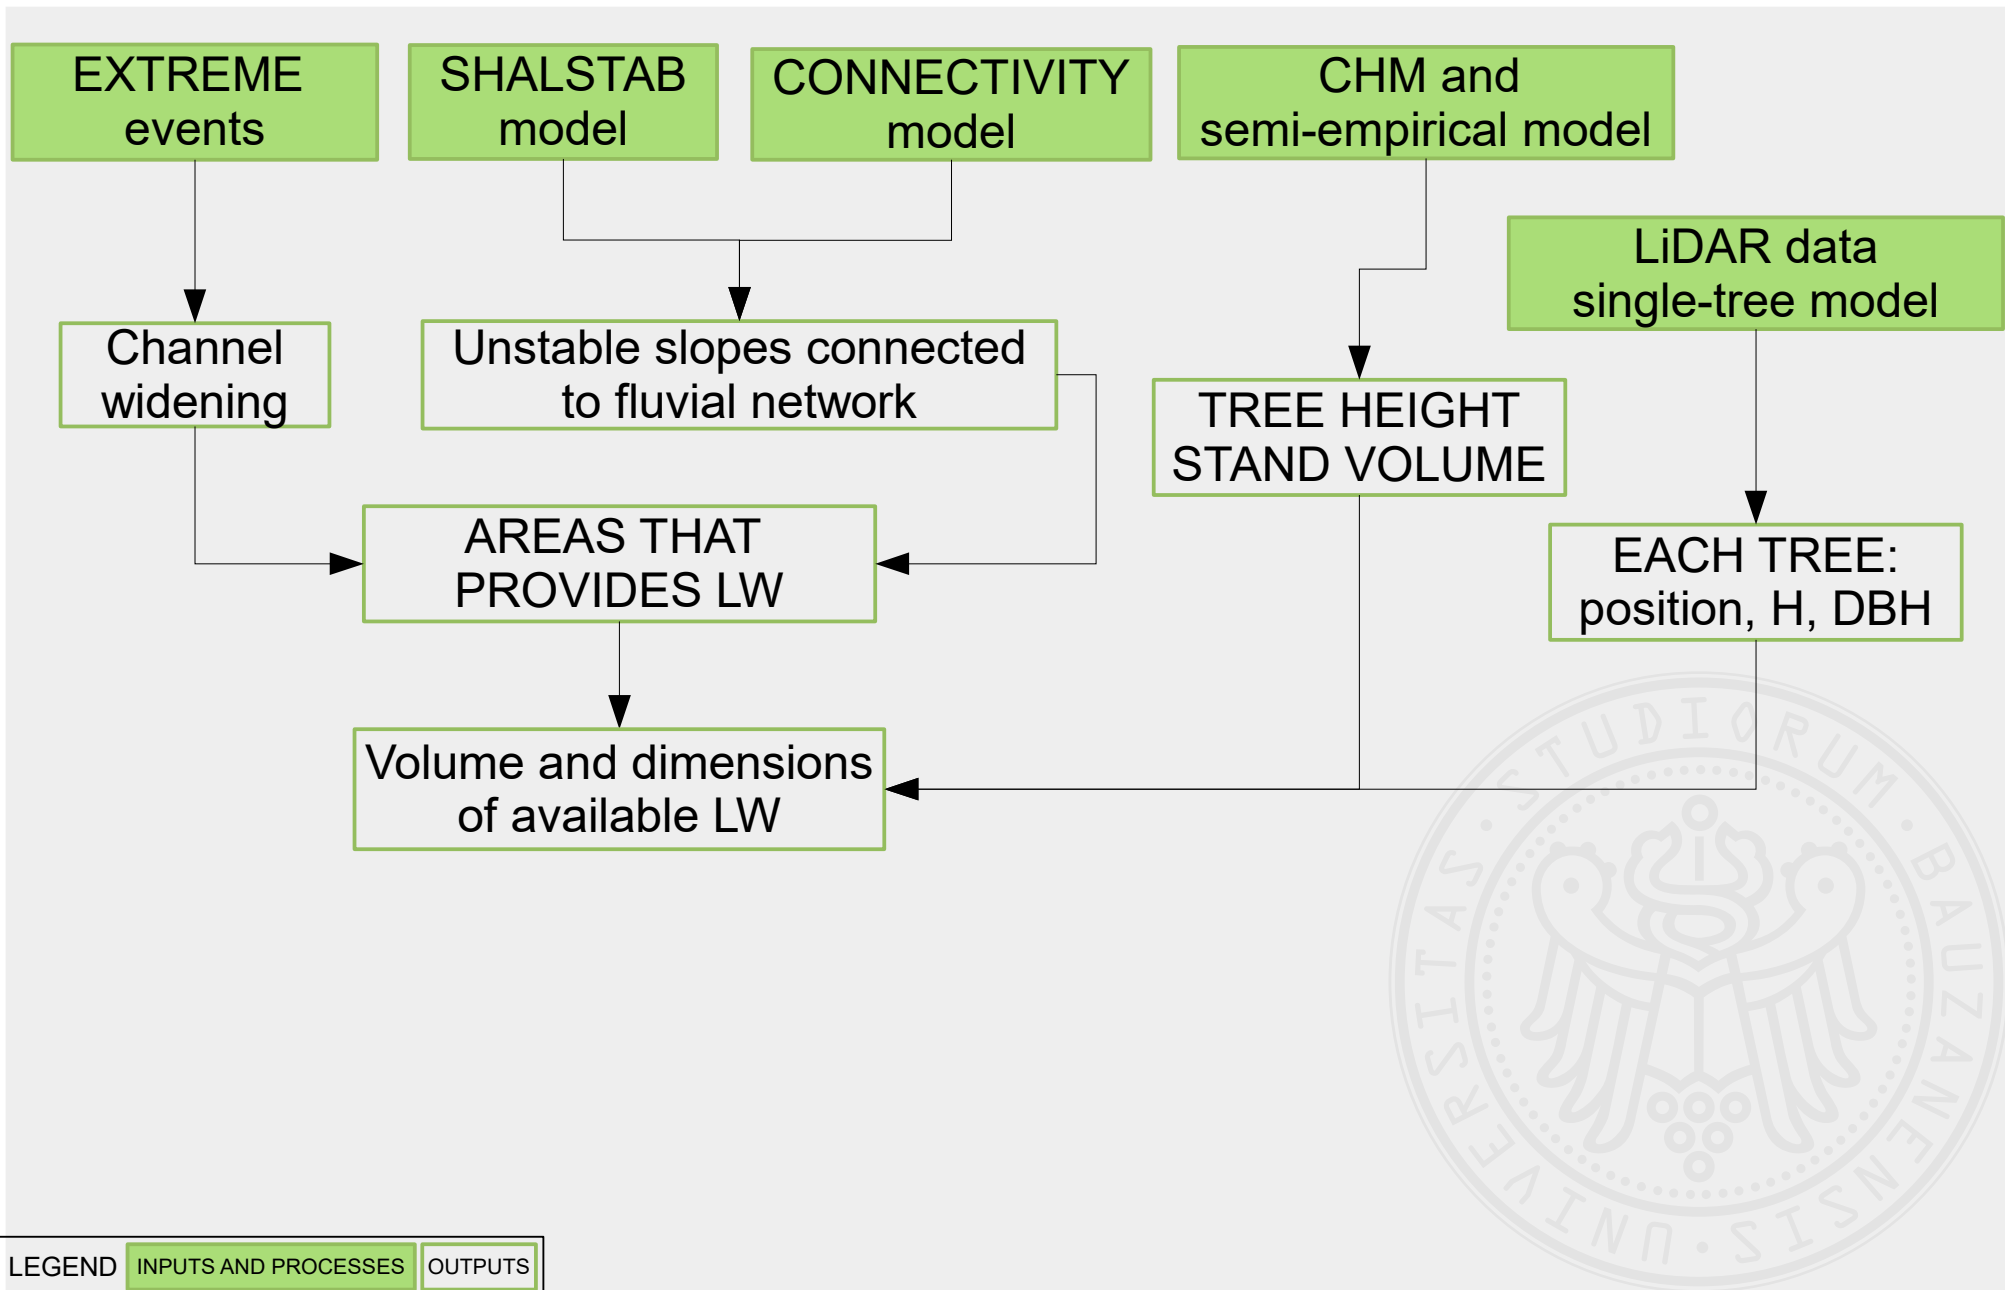 EXTREME
events
SHALSTAB
model
CONNECTIVITY
model
CHM and
semi-empirical model
LiDAR data
single-tree model
Channel
widening
Unstable slopes connected
to fluvial network
TREE HEIGHT
STAND VOLUME
AREAS THAT
PROVIDES LW
EACH TREE:
position, H, DBH
Volume and dimensions
of available LW
STUDIORUM · BAUZANENSIS · UNIVERSITAS ·
LEGEND INPUTS AND PROCESSES OUTPUTS